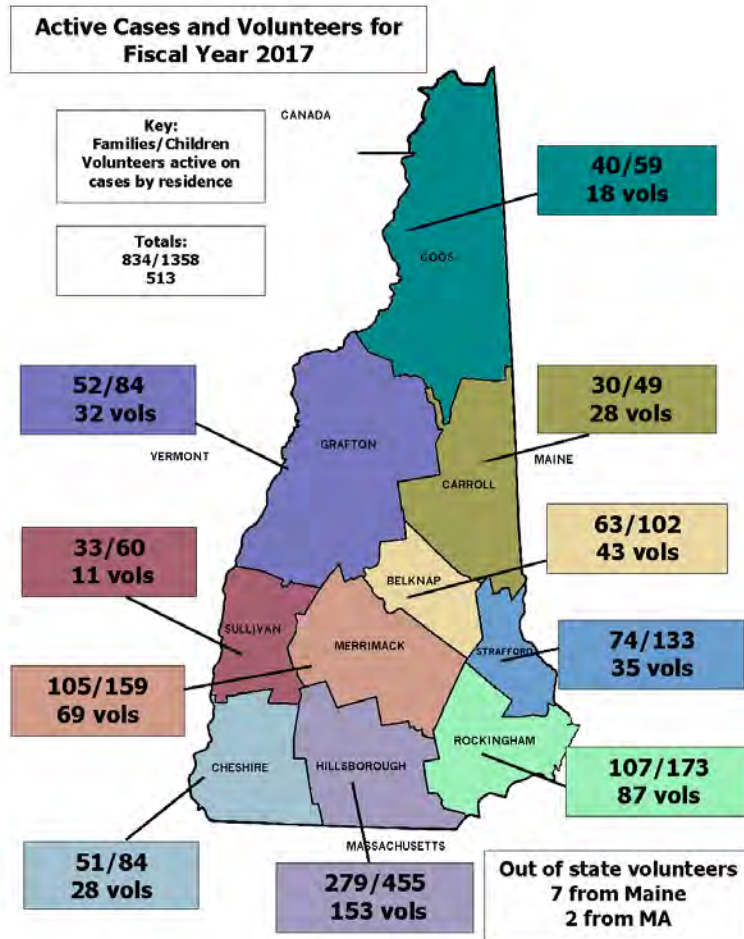 Active Cases and Volunteers for
Fiscal Year 2017
CANADA
Key:
Families/Children
Volunteers active on
cases by residence
40/59
18 vols
Totals:
834/1358
513
COOS
52/84
32 vols
30/49
28 vols
GRAFTON
VERMONT
MAINE
CARROLL
63/102
43 vols
33/60
11 vols
BELKNAP
SULLIVAN
MERRIMACK
STRAFFORD
74/133
35 vols
105/159
69 vols
ROCKINGHAM
CHESHIRE
HILLSBOROUGH
107/173
87 vols
MASSACHUSETTS
51/84
28 vols
279/455
153 vols
Out of state volunteers
7 from Maine
2 from MA